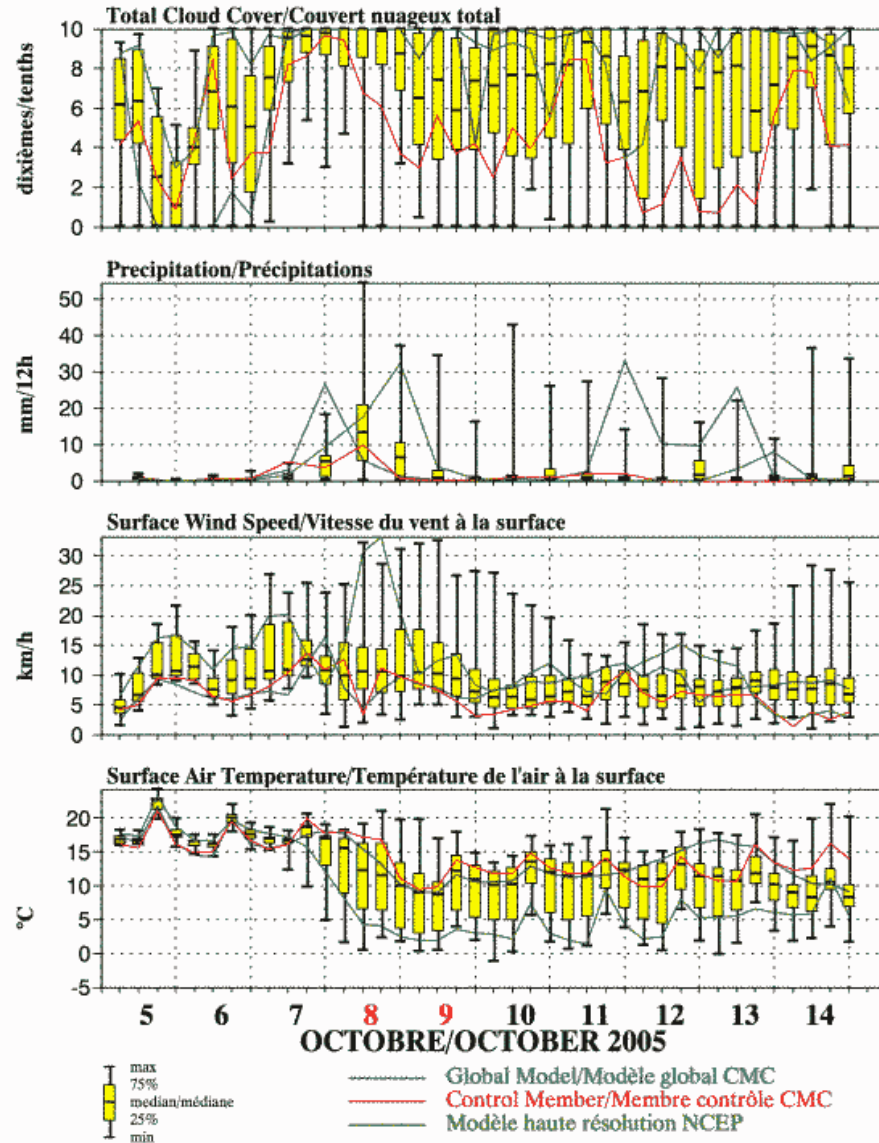 Total Cloud Cover/Couvert nuageux total
dixièmes/tenths
10
8
6
4
2
0
Precipitation/Précipitations
mm/12h
50
40
30
20
10
0
Surface Wind Speed/Vitesse du vent à la surface
km/h
30
25
20
15
10
5
0
Surface Air Temperature/Température de l'air à la surface
°C
20
15
10
5
0
-5
5 6 7 8 9 10 11 12 13 14
OCTOBRE/OCTOBER 2005
max
75%
median/médiane
25%
min
Global Model/Modèle global CMC
Control Member/Membre contrôle CMC
Modèle haute résolution NCEP